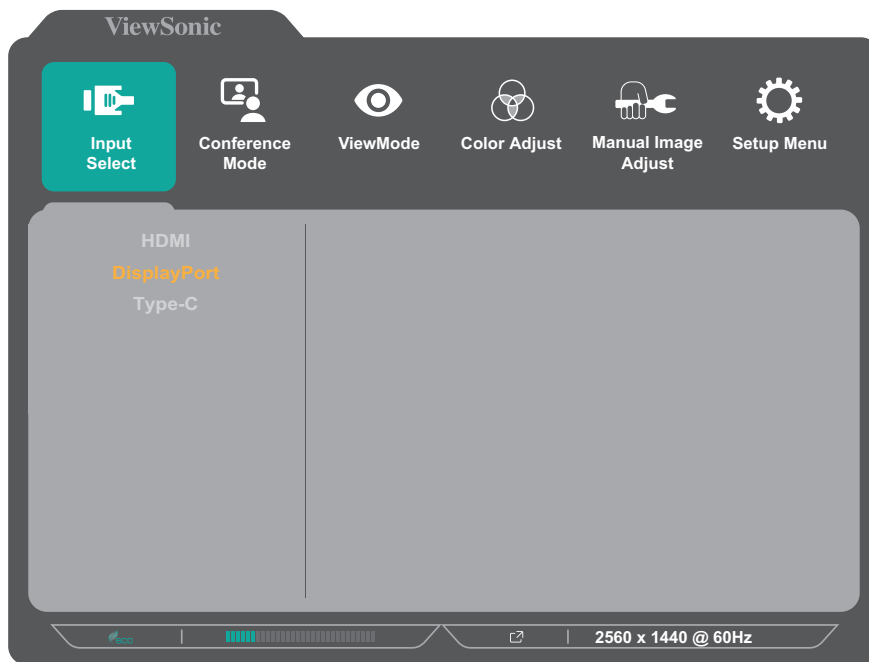 ViewSonic
Input
Select
Conference
Mode
ViewMode
Color Adjust
Manual Image
Adjust
Setup Menu
HDMI
DisplayPort
Type-C
eco
2560 x 1440 @ 60Hz